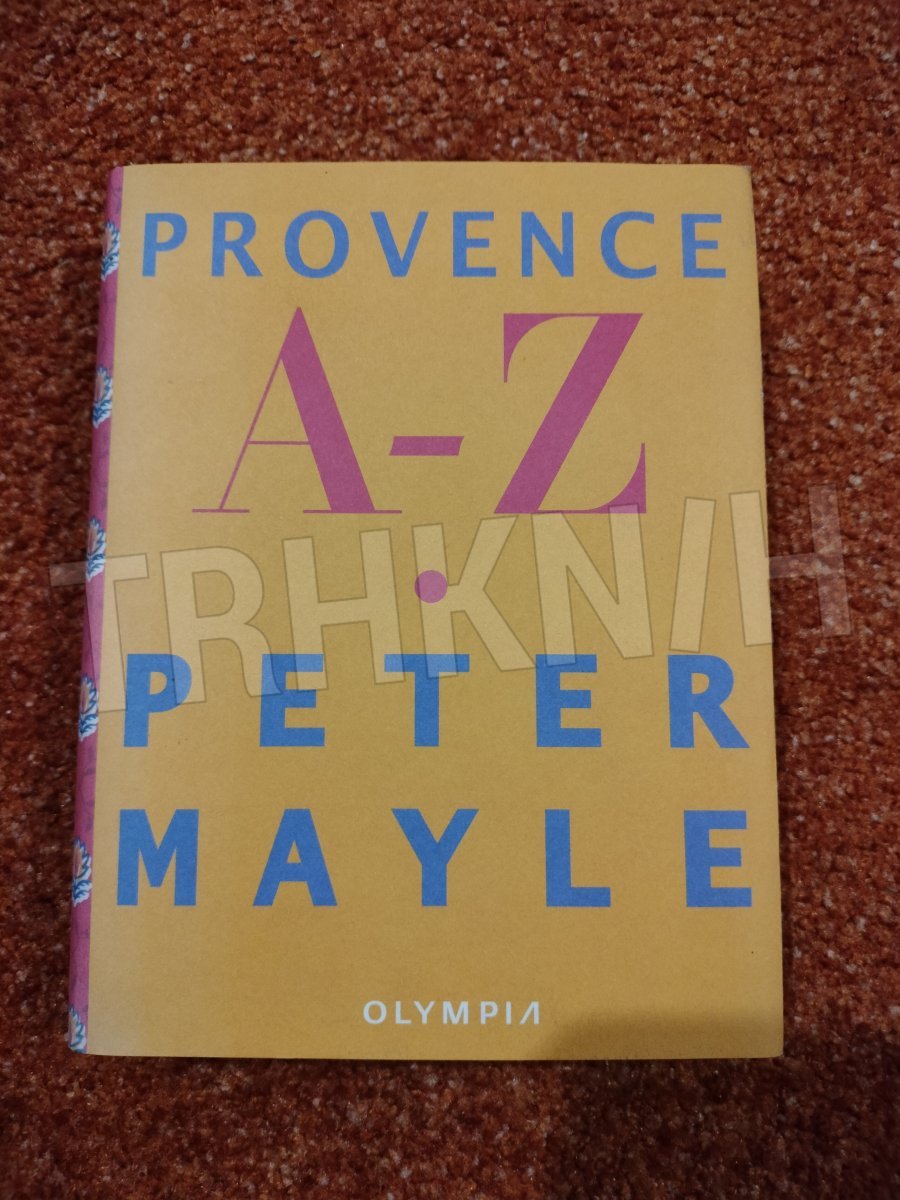 PROVENCE
A-Z
TRHKNIH
PETER
MAYLE
OLYMPIA